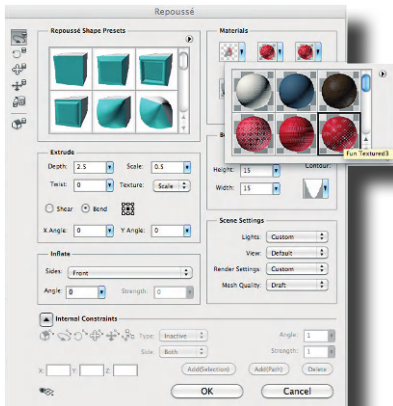 Repoussé
Repoussé Shape Presets
Materials
Fun Textured3
Extrude
Depth: 2.5 Scale: 0.5
Twist: 0 Texture: Scale
Shear Bend
X Angle: 0 Y Angle: 0
Height: 15 Contour:
Width: 15
Inflate
Sides: Front
Angle: 0 Strength: 0
Scene Settings
Lights: Custom
View: Default
Render Settings: Custom
Mesh Quality: Draft
Internal Constraints
Type: Inactive Angle: 1
Side: Both Strength: 1
X: Y: Z: Add(Selection) Add(Path) Delete
OK Cancel